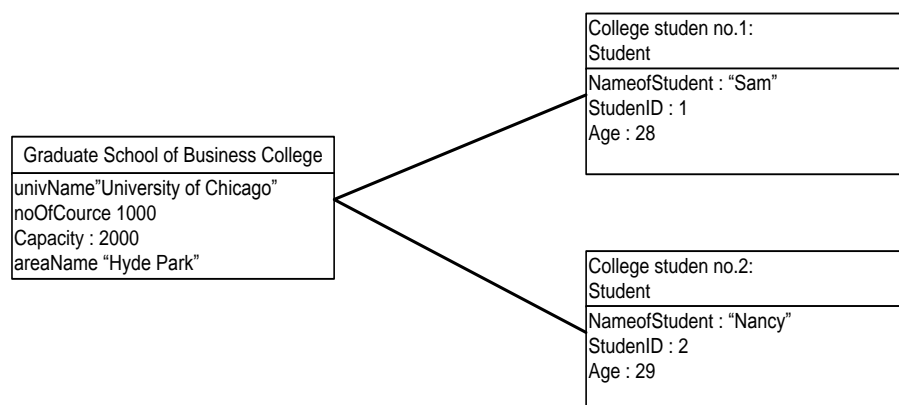 Graduate School of Business College
univName”University of Chicago”
noOfCource 1000
Capacity : 2000
areaName “Hyde Park”
College studen no.1:
Student
NameofStudent : “Sam”
StudenID : 1
Age : 28
College studen no.2:
Student
NameofStudent : “Nancy”
StudenID : 2
Age : 29